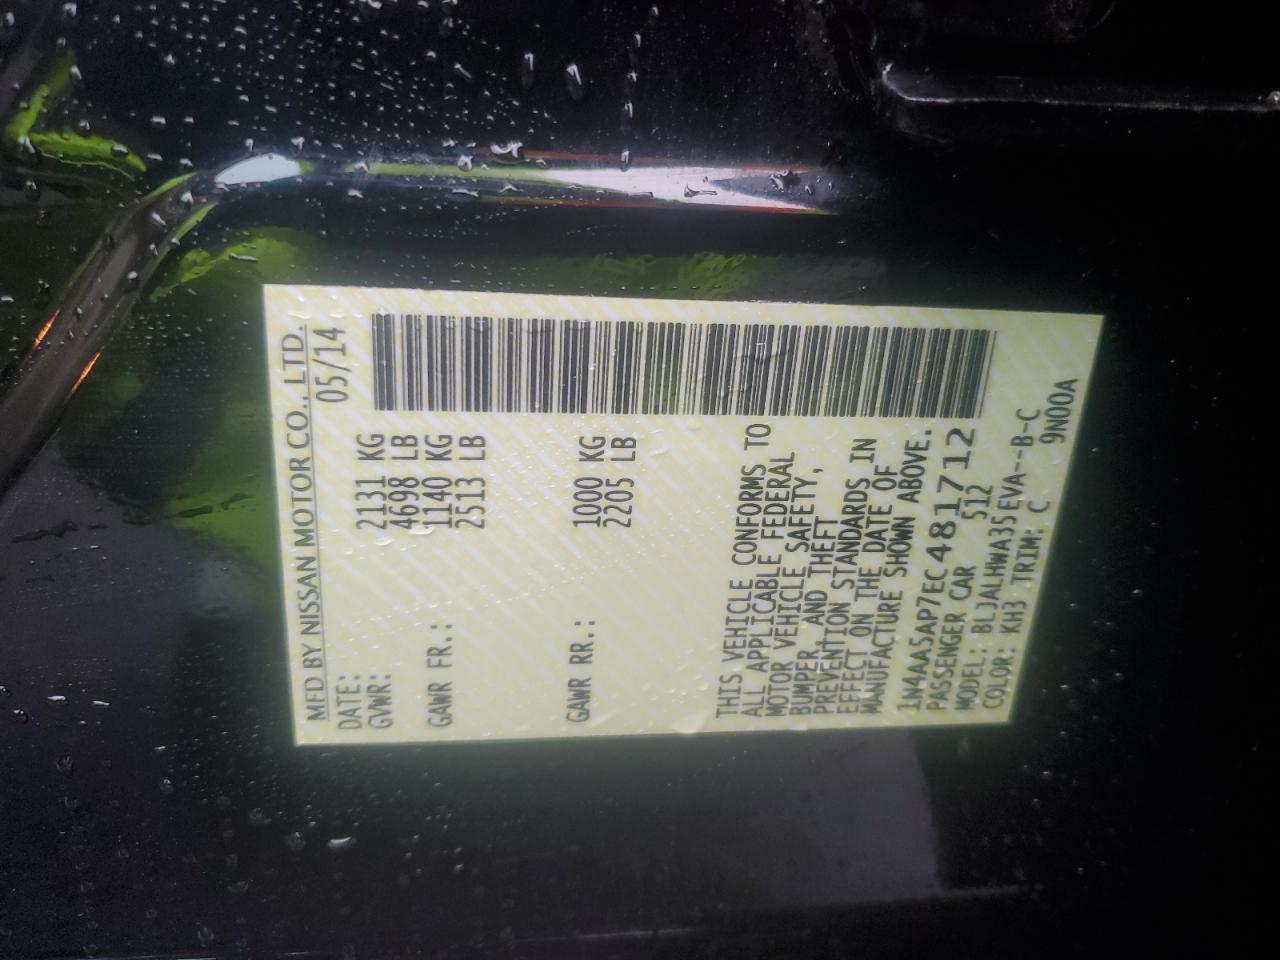 MFD BY NISSAN MOTOR CO., LTD.
DATE: 05/14
GVWR: 2131 KG
4698 LB
GAWR FR.: 1140 KG
2513 LB
GAWR RR.: 1000 KG
2205 LB
THIS VEHICLE CONFORMS TO
ALL APPLICABLE FEDERAL
MOTOR VEHICLE SAFETY,
BUMPER, AND THEFT
PREVENTION STANDARDS IN
EFFECT ON THE DATE OF
MANUFACTURE SHOWN ABOVE.
1N4AA5AP7EC481712
PASSENGER CAR 512
MODEL: BLJALHWA35EVA--B-C
COLOR: KH3 TRIM: C 9N00A